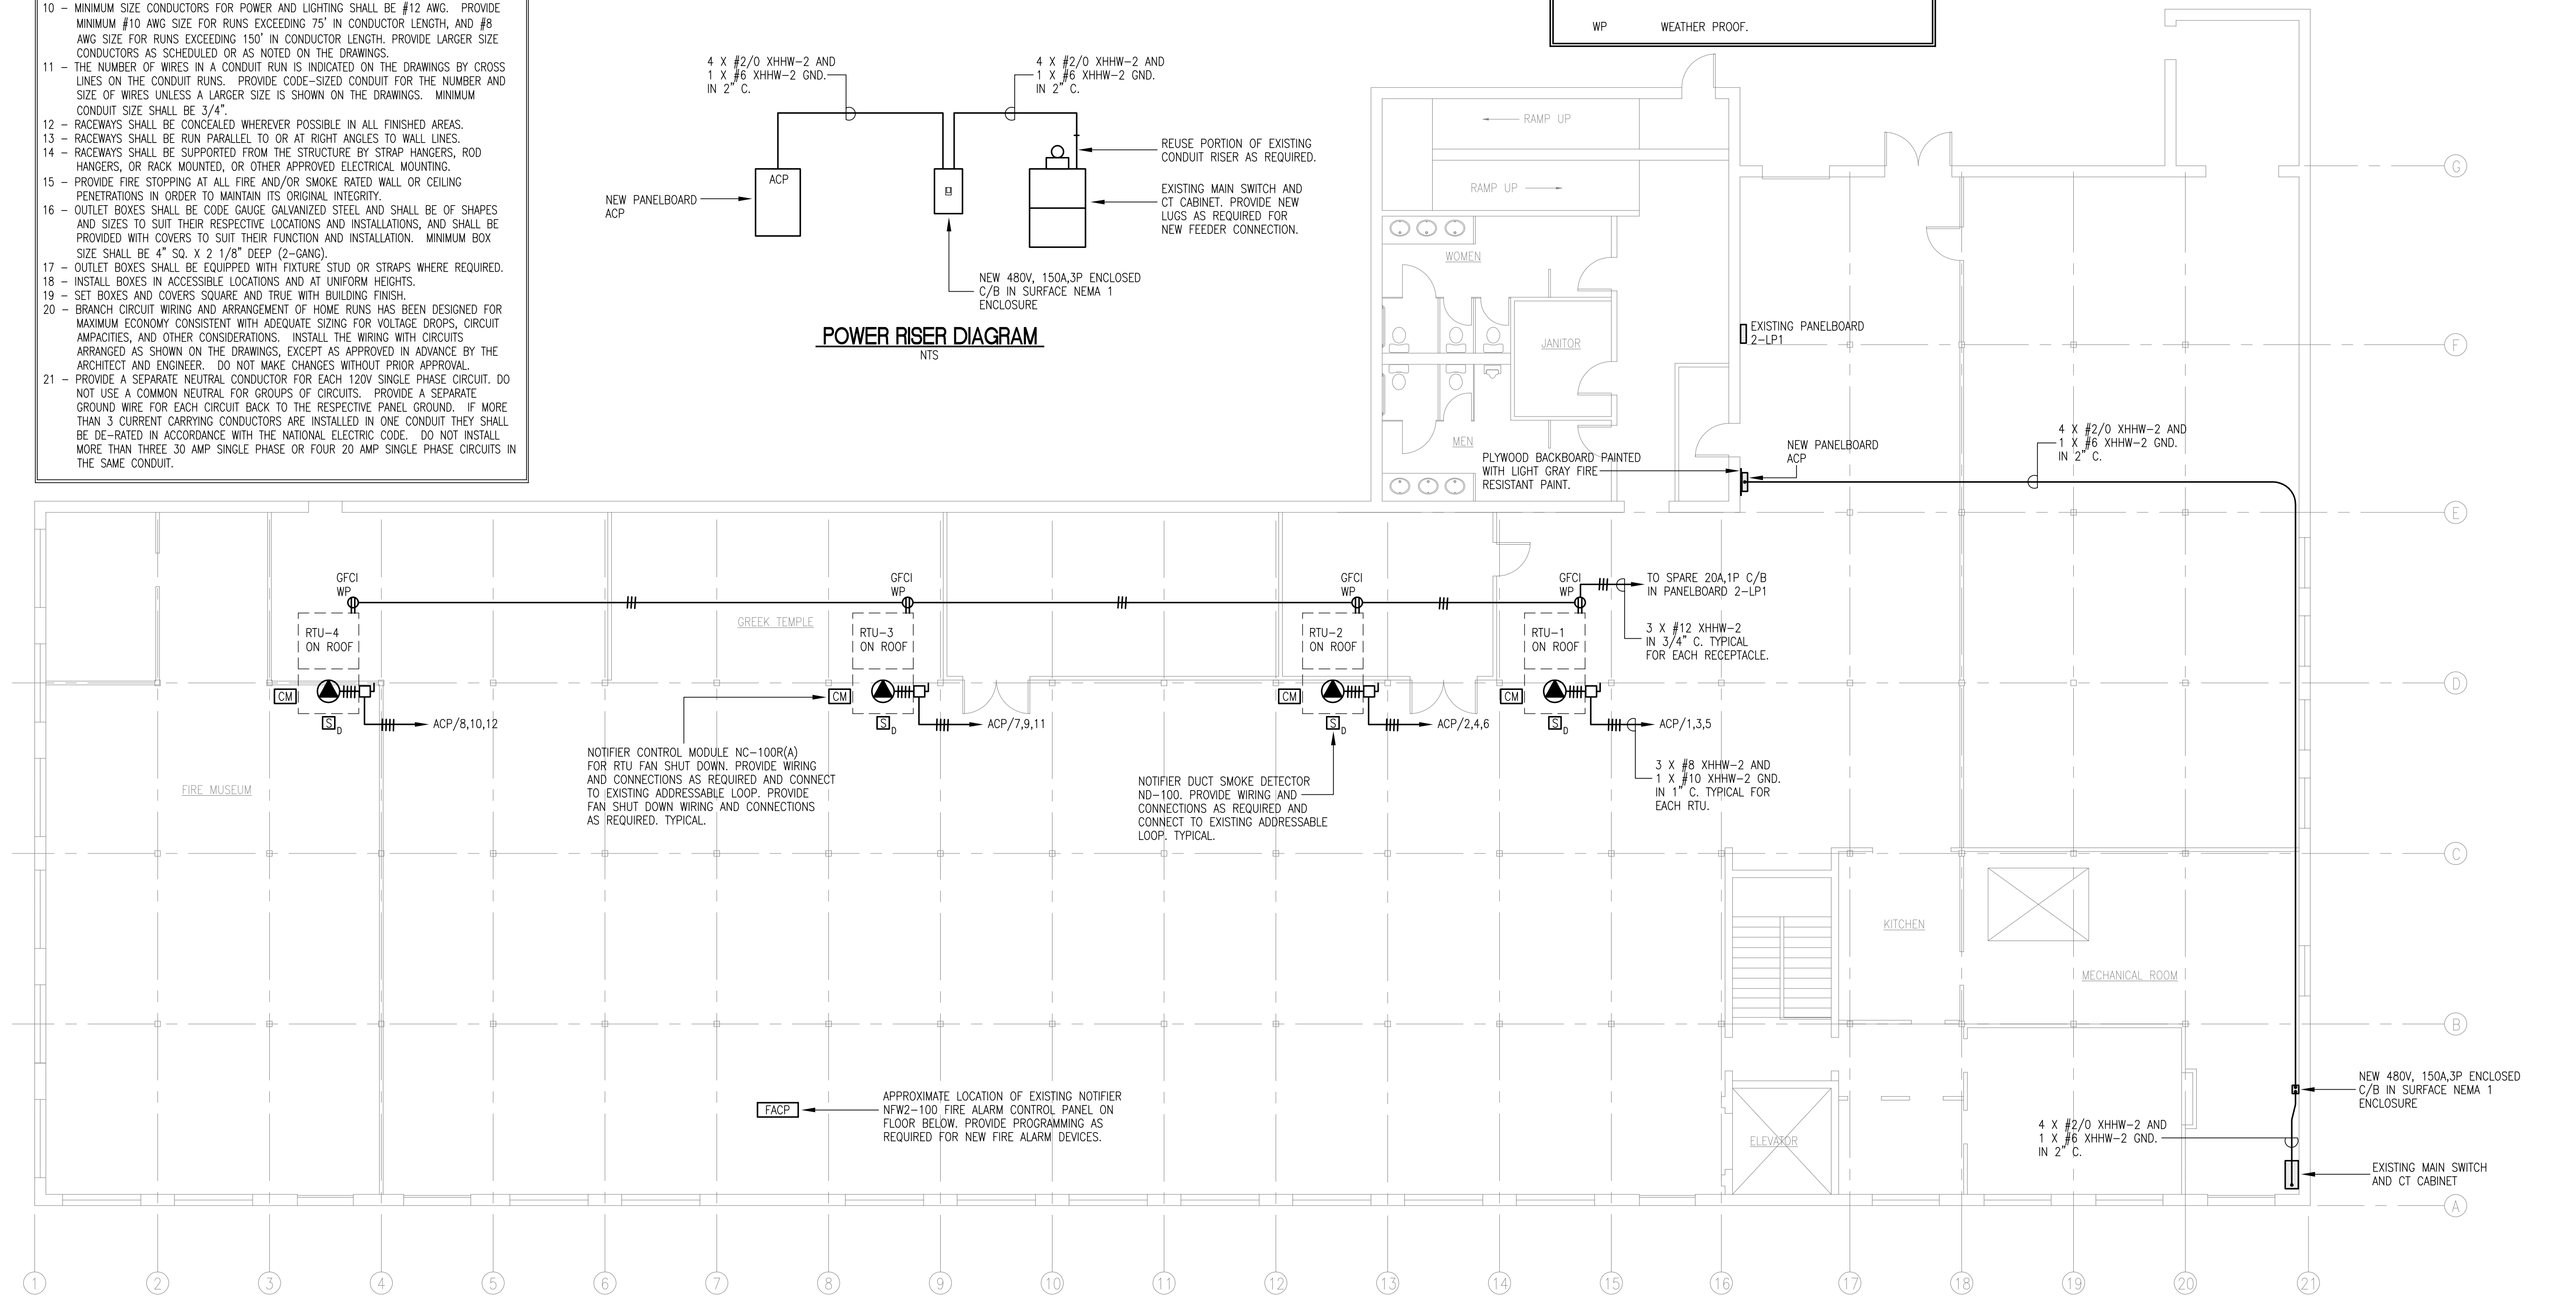 10 – MINIMUM SIZE CONDUCTORS FOR POWER AND LIGHTING SHALL BE #12 AWG. PROVIDE
MINIMUM #10 AWG SIZE FOR RUNS EXCEEDING 75' IN CONDUCTOR LENGTH, AND #8
AWG SIZE FOR RUNS EXCEEDING 150' IN CONDUCTOR LENGTH. PROVIDE LARGER SIZE
CONDUCTORS AS SCHEDULED OR AS NOTED ON THE DRAWINGS.
11 – THE NUMBER OF WIRES IN A CONDUIT RUN IS INDICATED ON THE DRAWINGS BY CROSS
LINES ON THE CONDUIT RUNS. PROVIDE CODE-SIZED CONDUIT FOR THE NUMBER AND
SIZE OF WIRES UNLESS A LARGER SIZE IS SHOWN ON THE DRAWINGS. MINIMUM
CONDUIT SIZE SHALL BE 3/4".
12 – RACEWAYS SHALL BE CONCEALED WHEREVER POSSIBLE IN ALL FINISHED AREAS.
13 – RACEWAYS SHALL BE RUN PARALLEL TO OR AT RIGHT ANGLES TO WALL LINES.
14 – RACEWAYS SHALL BE SUPPORTED FROM THE STRUCTURE BY STRAP HANGERS, ROD
HANGERS, OR RACK MOUNTED, OR OTHER APPROVED ELECTRICAL MOUNTING.
15 – PROVIDE FIRE STOPPING AT ALL FIRE AND/OR SMOKE RATED WALL OR CEILING
PENETRATIONS IN ORDER TO MAINTAIN ITS ORIGINAL INTEGRITY.
16 – OUTLET BOXES SHALL BE CODE GAUGE GALVANIZED STEEL AND SHALL BE OF SHAPES
AND SIZES TO SUIT THEIR RESPECTIVE LOCATIONS AND INSTALLATIONS, AND SHALL BE
PROVIDED WITH COVERS TO SUIT THEIR FUNCTION AND INSTALLATION. MINIMUM BOX
SIZE SHALL BE 4" SQ. X 2 1/8" DEEP (2-GANG).
17 – OUTLET BOXES SHALL BE EQUIPPED WITH FIXTURE STUD OR STRAPS WHERE REQUIRED.
18 – INSTALL BOXES IN ACCESSIBLE LOCATIONS AND AT UNIFORM HEIGHTS.
19 – SET BOXES AND COVERS SQUARE AND TRUE WITH BUILDING FINISH.
20 – BRANCH CIRCUIT WIRING AND ARRANGEMENT OF HOME RUNS HAS BEEN DESIGNED FOR
MAXIMUM ECONOMY CONSISTENT WITH ADEQUATE SIZING FOR VOLTAGE DROPS, CIRCUIT
AMPACITIES, AND OTHER CONSIDERATIONS. INSTALL THE WIRING WITH CIRCUITS
ARRANGED AS SHOWN ON THE DRAWINGS, EXCEPT AS APPROVED IN ADVANCE BY THE
ARCHITECT AND ENGINEER. DO NOT MAKE CHANGES WITHOUT PRIOR APPROVAL.
21 – PROVIDE A SEPARATE NEUTRAL CONDUCTOR FOR EACH 120V SINGLE PHASE CIRCUIT. DO
NOT USE A COMMON NEUTRAL FOR GROUPS OF CIRCUITS. PROVIDE A SEPARATE
GROUND WIRE FOR EACH CIRCUIT BACK TO THE RESPECTIVE PANEL GROUND. IF MORE
THAN 3 CURRENT CARRYING CONDUCTORS ARE INSTALLED IN ONE CONDUIT THEY SHALL
BE DE-RATED IN ACCORDANCE WITH THE NATIONAL ELECTRIC CODE. DO NOT INSTALL
MORE THAN THREE 30 AMP SINGLE PHASE OR FOUR 20 AMP SINGLE PHASE CIRCUITS IN
THE SAME CONDUIT.
4 X #2/0 XHHW-2 AND
1 X #6 XHHW-2 GND.
IN 2" C.
4 X #2/0 XHHW-2 AND
1 X #6 XHHW-2 GND.
IN 2" C.
ACP
NEW PANELBOARD
ACP
REUSE PORTION OF EXISTING
CONDUIT RISER AS REQUIRED.
EXISTING MAIN SWITCH AND
CT CABINET. PROVIDE NEW
LUGS AS REQUIRED FOR
NEW FEEDER CONNECTION.
NEW 480V, 150A,3P ENCLOSED
C/B IN SURFACE NEMA 1
ENCLOSURE
POWER RISER DIAGRAM
NTS
WP WEATHER PROOF.
RAMP UP
RAMP UP
WOMEN
JANITOR
MEN
EXISTING PANELBOARD
2-LP1
PLYWOOD BACKBOARD PAINTED
WITH LIGHT GRAY FIRE
RESISTANT PAINT.
NEW PANELBOARD
ACP
4 X #2/0 XHHW-2 AND
1 X #6 XHHW-2 GND.
IN 2" C.
G
F
E
D
C
B
A
GFCI
WP
GFCI
WP
GFCI
WP
GFCI
WP
TO SPARE 20A,1P C/B
IN PANELBOARD 2-LP1
3 X #12 XHHW-2
IN 3/4" C. TYPICAL
FOR EACH RECEPTACLE.
GREEK TEMPLE
RTU-4
ON ROOF
RTU-3
ON ROOF
RTU-2
ON ROOF
RTU-1
ON ROOF
CM
CM
CM
CM
S D
S D
S D
S D
ACP/8,10,12
ACP/7,9,11
ACP/2,4,6
ACP/1,3,5
NOTIFIER CONTROL MODULE NC-100R(A)
FOR RTU FAN SHUT DOWN. PROVIDE WIRING
AND CONNECTIONS AS REQUIRED AND CONNECT
TO EXISTING ADDRESSABLE LOOP. PROVIDE
FAN SHUT DOWN WIRING AND CONNECTIONS
AS REQUIRED. TYPICAL.
NOTIFIER DUCT SMOKE DETECTOR
ND-100. PROVIDE WIRING AND
CONNECTIONS AS REQUIRED AND
CONNECT TO EXISTING ADDRESSABLE
LOOP. TYPICAL.
3 X #8 XHHW-2 AND
1 X #10 XHHW-2 GND.
IN 1" C. TYPICAL FOR
EACH RTU.
FIRE MUSEUM
KITCHEN
MECHANICAL ROOM
ELEVATOR
FACP
APPROXIMATE LOCATION OF EXISTING NOTIFIER
NFW2-100 FIRE ALARM CONTROL PANEL ON
FLOOR BELOW. PROVIDE PROGRAMMING AS
REQUIRED FOR NEW FIRE ALARM DEVICES.
NEW 480V, 150A,3P ENCLOSED
C/B IN SURFACE NEMA 1
ENCLOSURE
4 X #2/0 XHHW-2 AND
1 X #6 XHHW-2 GND.
IN 2" C.
EXISTING MAIN SWITCH
AND CT CABINET
1 2 3 4 5 6 7 8 9 10 11 12 13 14 15 16 17 18 19 20 21